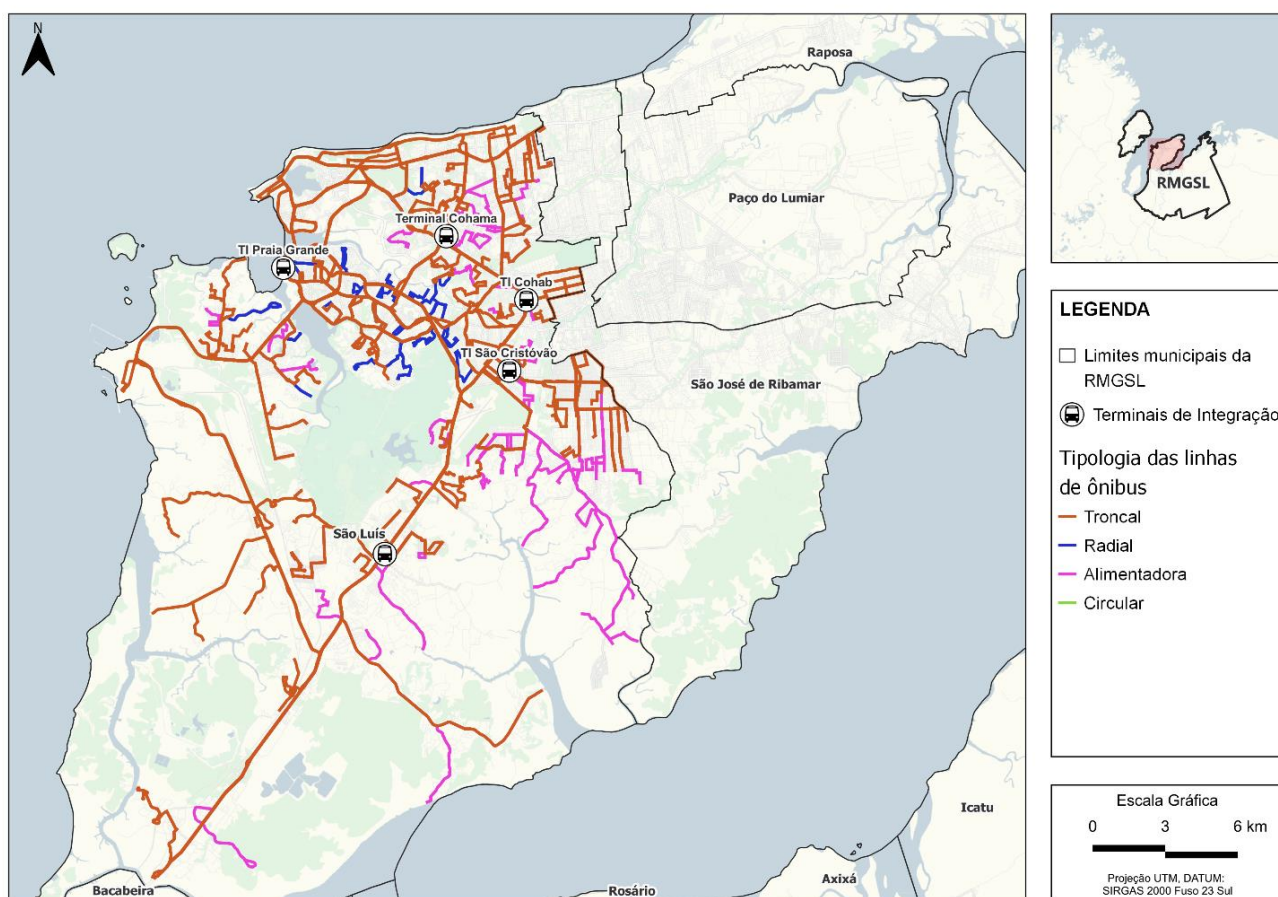 N
Raposa
Paço do Lumiar
Terminal Cohama
TI Praia Grande
TI Cohab
TI São Cristóvão
São José de Ribamar
São Luís
Bacabeira
Rosário
Axixá
Icatu
RMGSL
LEGENDA
Limites municipais da
RMGSL
Terminais de Integração
Tipologia das linhas
de ônibus
Troncal
Radial
Alimentadora
Circular
Escala Gráfica
0 3 6 km
Projeção UTM, DATUM:
SIRGAS 2000 Fuso 23 Sul